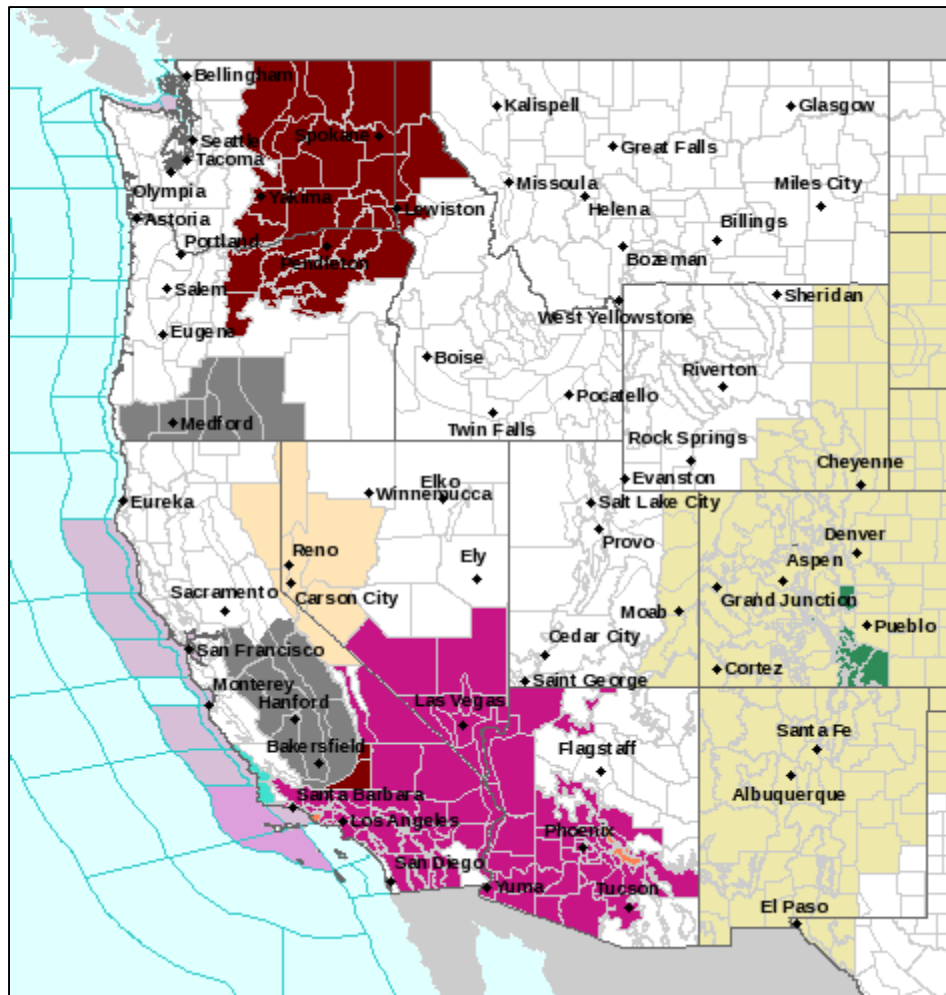 Bellingham
Kalispell
Glasgow
Spokane
Seattle
Great Falls
Tacoma
Olympia
Missoula
Miles City
Yakima
Helena
Lewiston
Astoria
Billings
Portland
Bozeman
Pendleton
Salem
Sheridan
West Yellowstone
Eugene
Boise
Riverton
Pocatello
Medford
Twin Falls
Rock Springs
Cheyenne
Evanston
Elko
Winnemucca
Eureka
Salt Lake City
Provo
Denver
Reno
Ely
Aspen
Sacramento
Carson City
Grand Junction
Moab
Pueblo
Cedar City
San Francisco
Cortez
Saint George
Monterey
Hanford
Las Vegas
Santa Fe
Bakersfield
Flagstaff
Albuquerque
Santa Barbara
Los Angeles
Phoenix
San Diego
Yuma
Tucson
El Paso